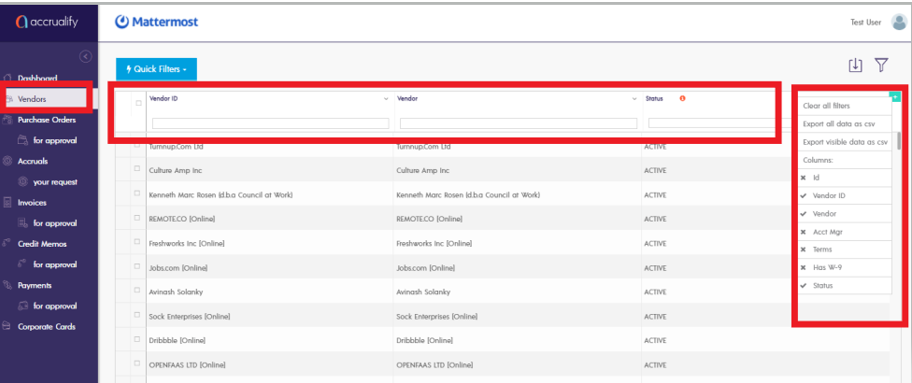 accrualify
Mattermost
Test User
Quick Filters
Dashboard
Vendors
Purchase Orders
for approval
Accruals
your request
Invoices
for approval
Credit Memos
for approval
Payments
for approval
Corporate Cards
Vendor ID
Vendor
Status
Turnup.Com Ltd Turnup.Com Ltd ACTIVE
Culture Amp Inc Culture Amp Inc ACTIVE
Kenneth Marc Rosen (d.b.a Council at Work) Kenneth Marc Rosen (d.b.a Council at Work) ACTIVE
REMOTE.CO [Online] REMOTE.CO [Online] ACTIVE
Freshworks Inc [Online] Freshworks Inc [Online] ACTIVE
Jobs.com [Online] Jobs.com [Online] ACTIVE
Avinash Solanky Avinash Solanky ACTIVE
Sock Enterprises [Online] Sock Enterprises [Online] ACTIVE
Dribbble [Online] Dribbble [Online] ACTIVE
OPENFAAS LTD [Online] OPENFAAS LTD [Online] ACTIVE
Clear all filters
Export all data as csv
Export visible data as csv
Columns:
Id
Vendor ID
Vendor
Acct Mgr
Terms
Has W-9
Status